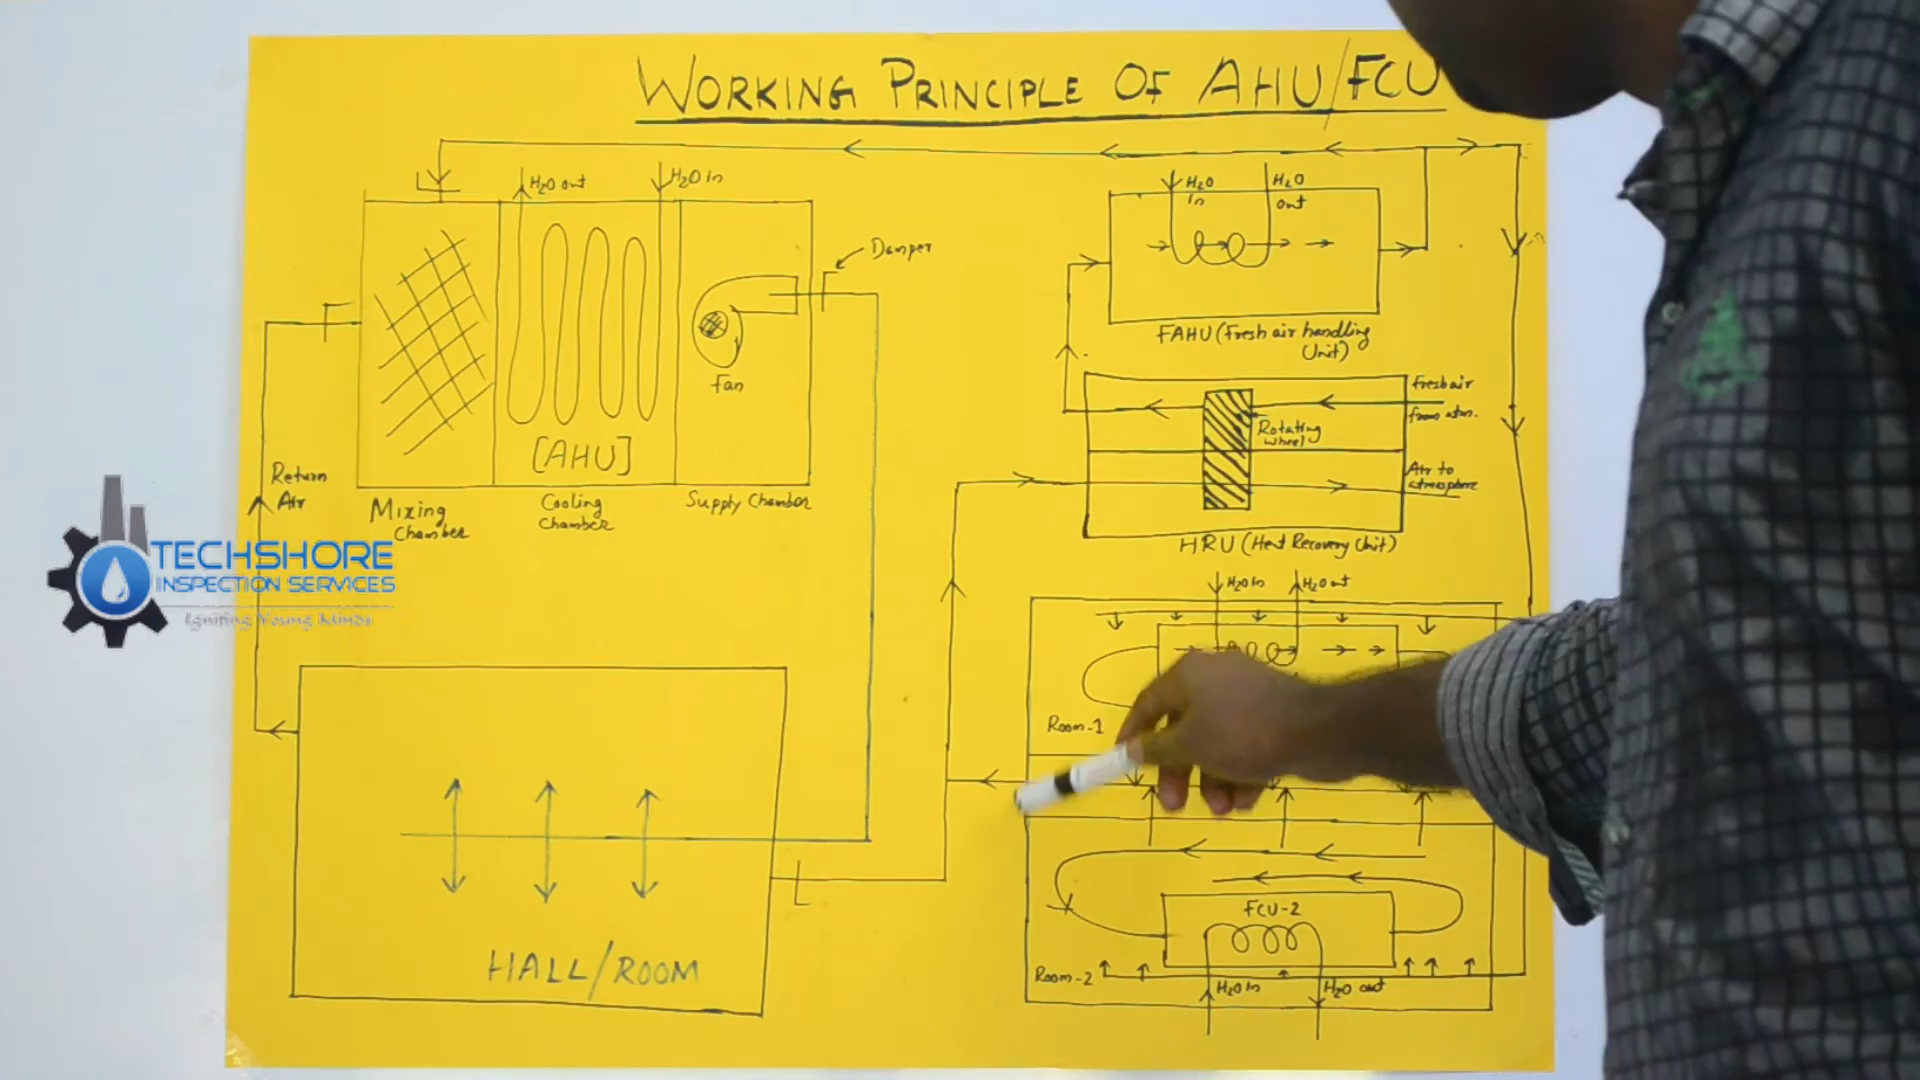 WORKING PRINCIPLE OF AHU/FCU
H2O out
H2O In
Damper
Fan
[AHU]
Mixing
Chamber
Cooling
Chamber
Supply Chamber
Return
Air
TECHSHORE
INSPECTION SERVICES
Igniting Young Minds
HALL/ROOM
H2O
In
H2O
out
FAHU (Fresh air handling
Unit)
Fresh air
from atm.
Rotating
wheel
Air to
atmosphere
HRU (Heat Recovery Unit)
H2O In
H2O out
Room-1
FCU-2
Room-2
H2O In
H2O out